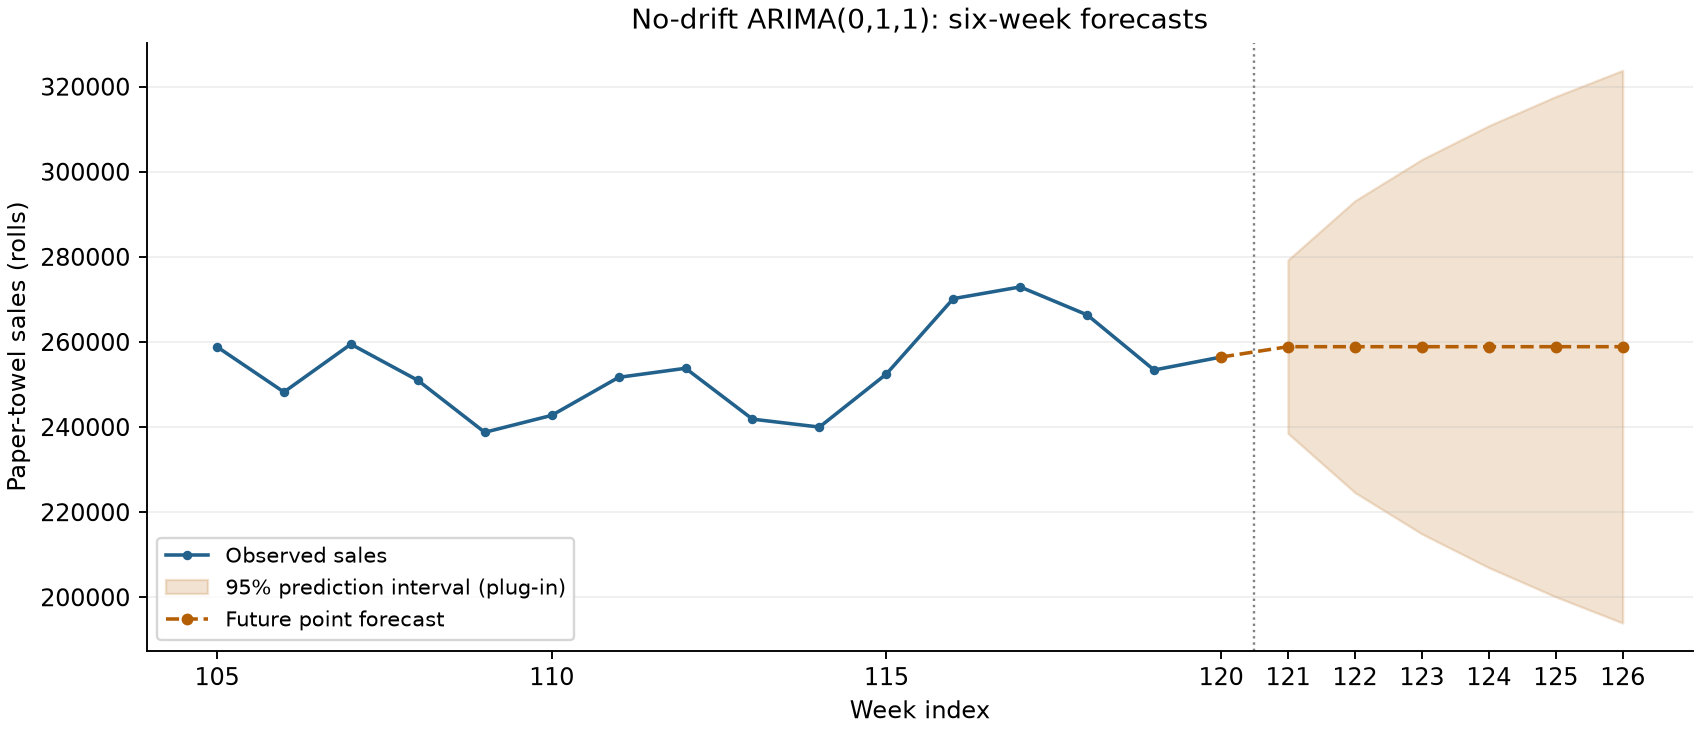 No-drift ARIMA(0,1,1): six-week forecasts
Paper-towel sales (rolls)
320000
300000
280000
260000
240000
220000
200000
Observed sales
95% prediction interval (plug-in)
Future point forecast
105 110 115 120 121 122 123 124 125 126
Week index